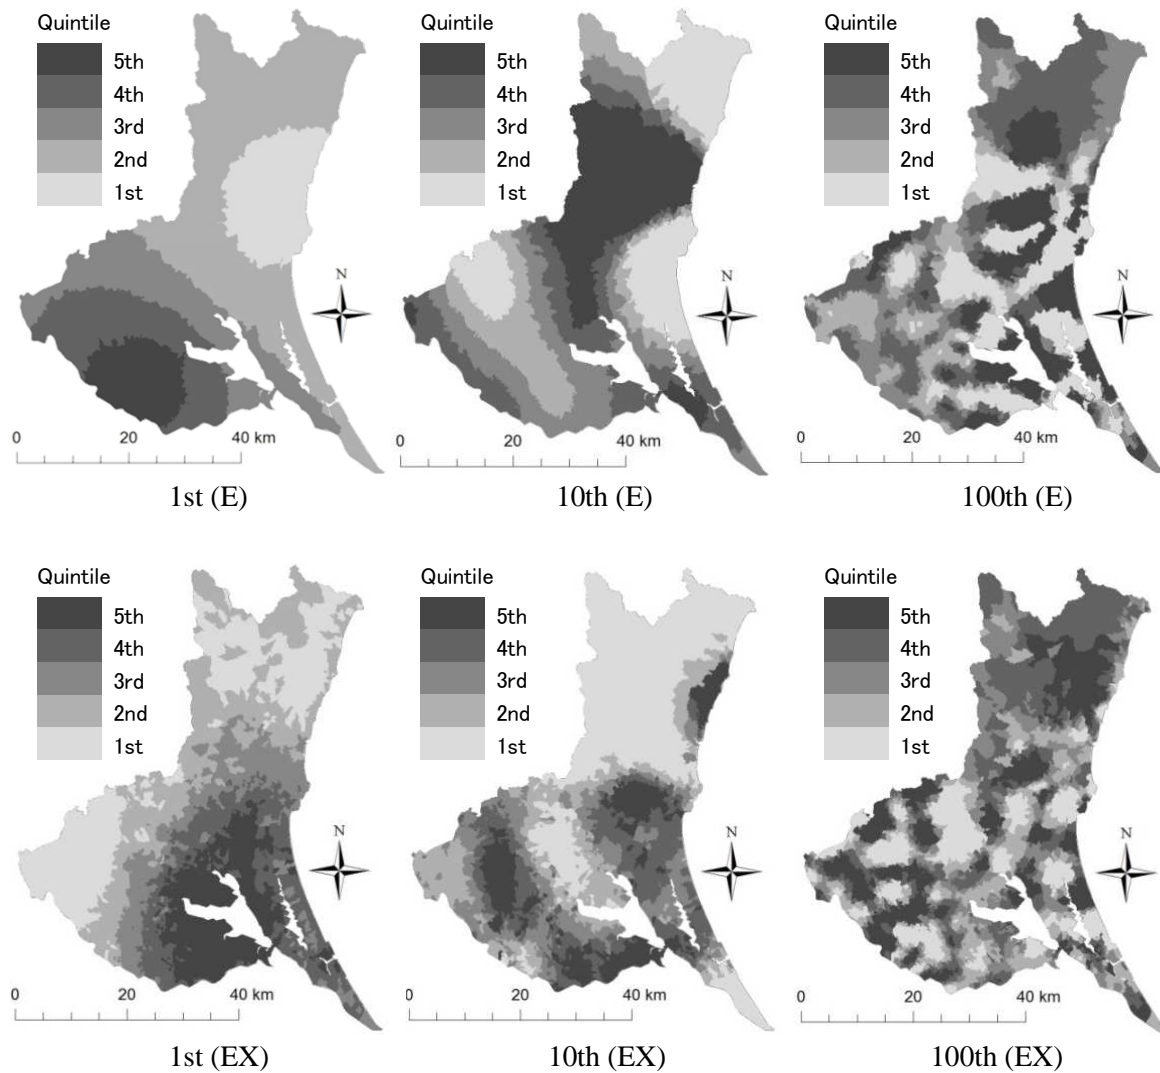 Quintile
5th
4th
3rd
2nd
1st
N
0 20 40 km
1st (E)
Quintile
5th
4th
3rd
2nd
1st
N
0 20 40 km
10th (E)
Quintile
5th
4th
3rd
2nd
1st
N
0 20 40 km
100th (E)
Quintile
5th
4th
3rd
2nd
1st
N
0 20 40 km
1st (EX)
Quintile
5th
4th
3rd
2nd
1st
N
0 20 40 km
10th (EX)
Quintile
5th
4th
3rd
2nd
1st
N
0 20 40 km
100th (EX)